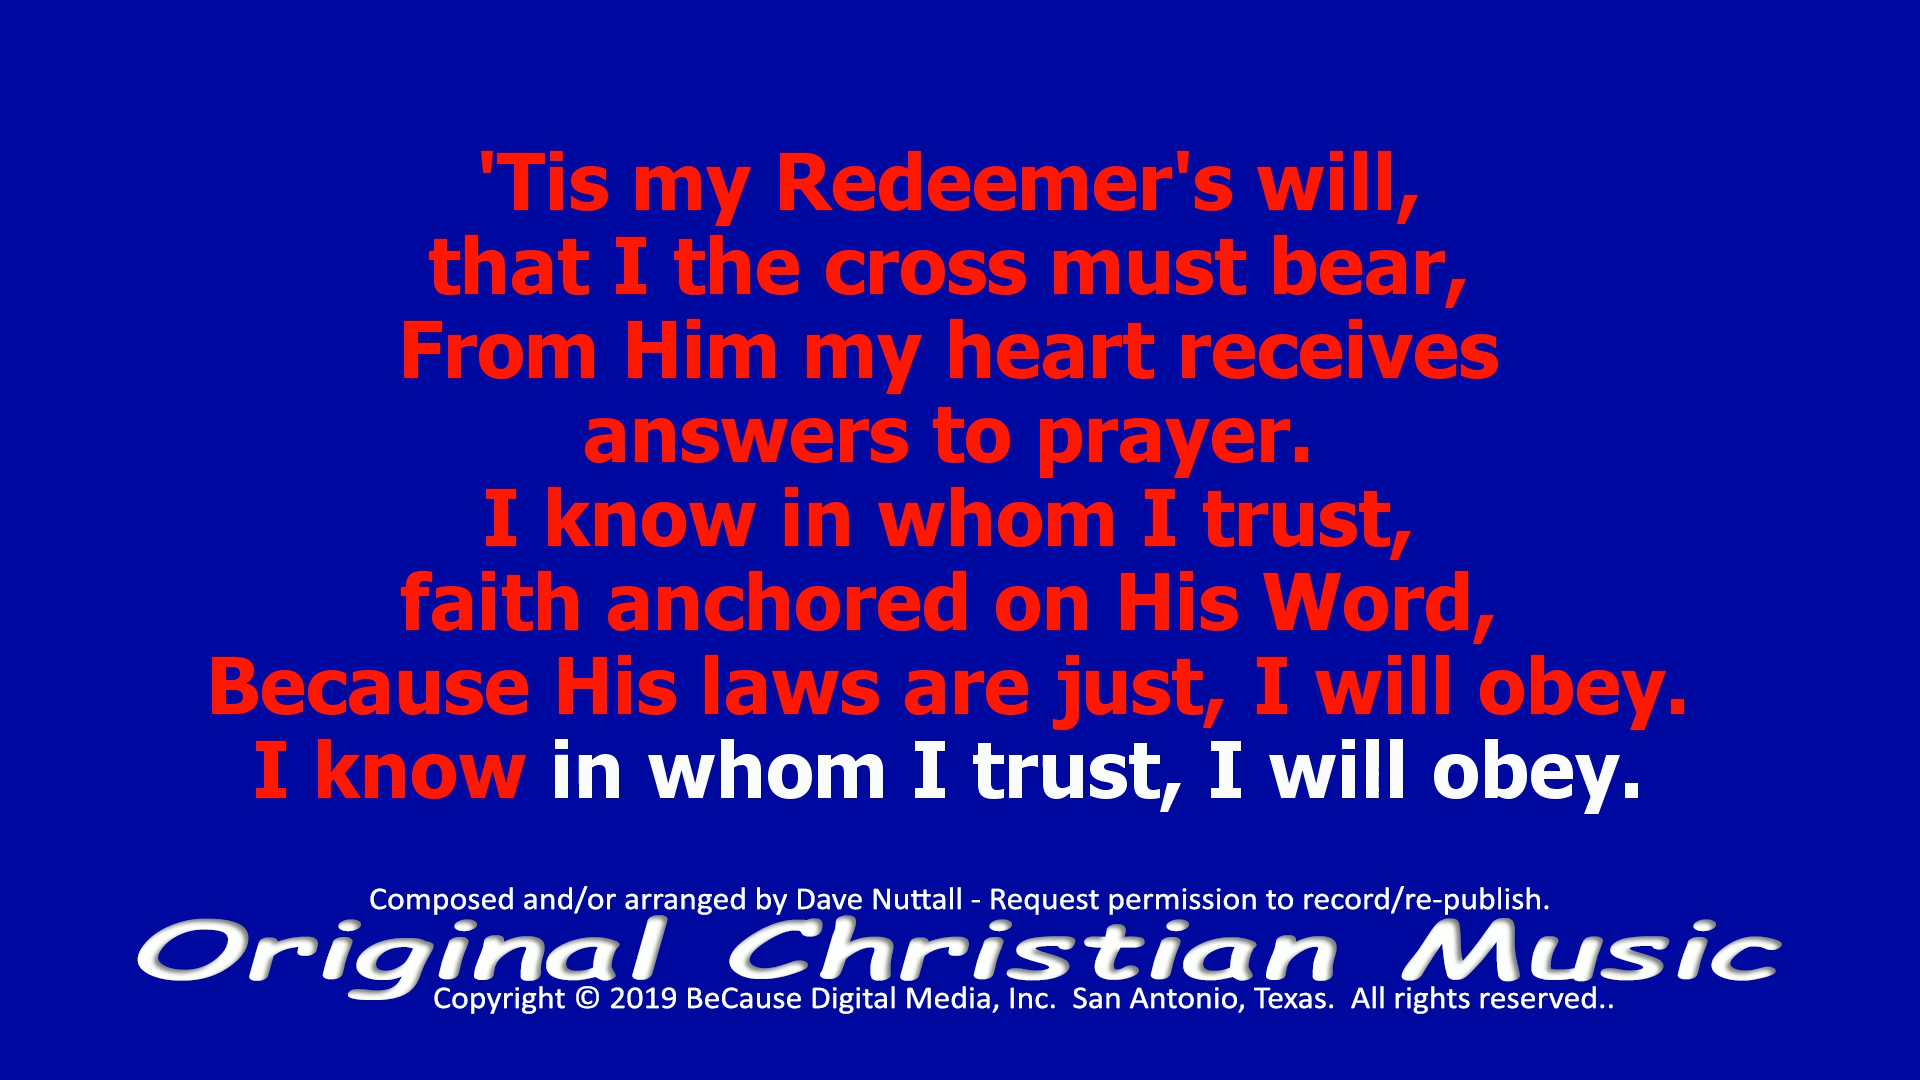 'Tis my Redeemer's will,
that I the cross must bear,
From Him my heart receives
answers to prayer.
I know in whom I trust,
faith anchored on His Word,
Because His laws are just, I will obey.
I know in whom I trust, I will obey.
Composed and/or arranged by Dave Nuttall - Request permission to record/re-publish.
Original Christian Music
Copyright © 2019 BeCause Digital Media, Inc.  San Antonio, Texas.  All rights reserved..